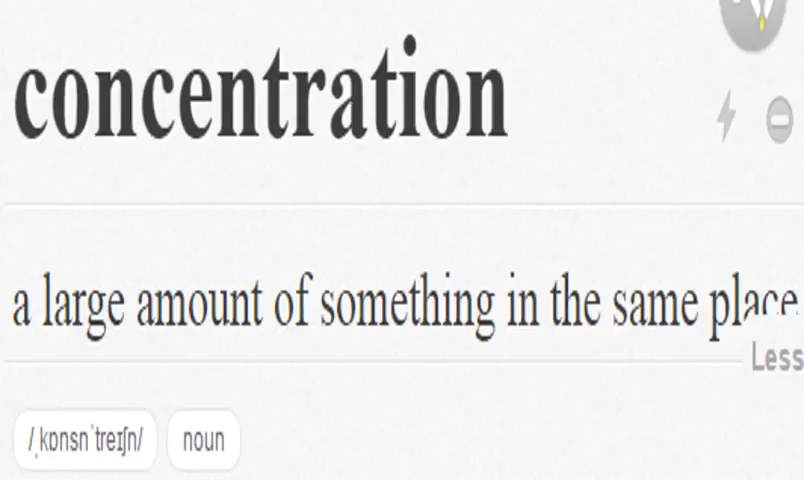 concentration
a large amount of something in the same place
Less
/ˌkɒnsnˈtreɪʃn/ noun